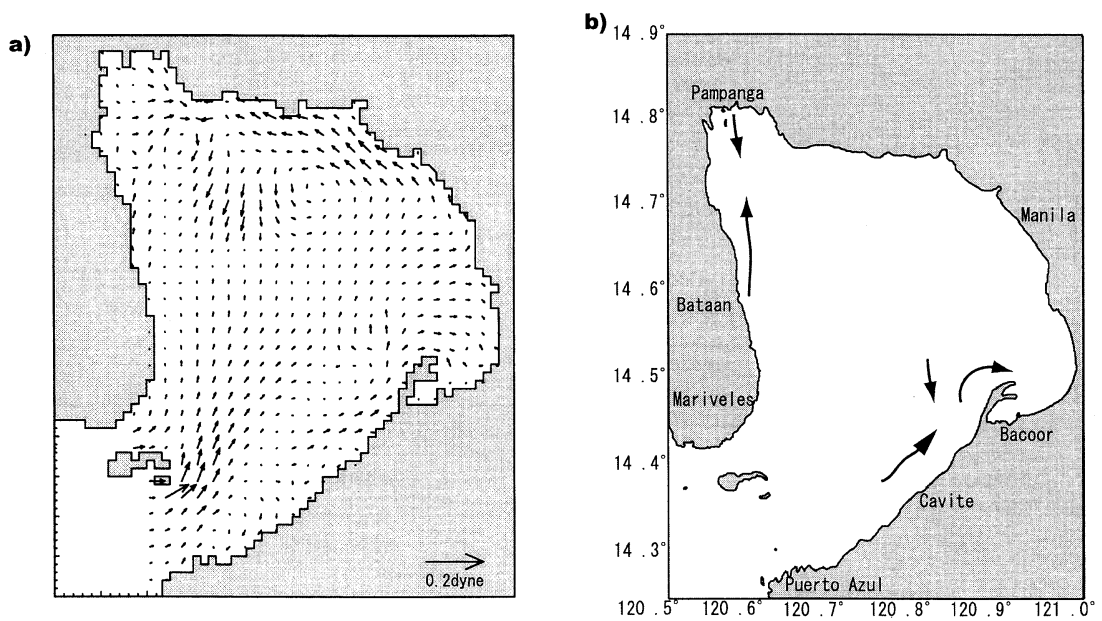 a)
0.2dyne
b)
14.9°
14.8°
14.7°
14.6°
14.5°
14.4°
14.3°
Pampanga
Manila
Bataan
Mariveles
Bacoor
Cavite
Puerto Azul
120.5° 120.6° 120.7° 120.8° 120.9° 121.0°